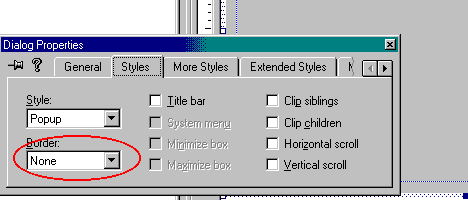 Dialog Properties
General
Styles
More Styles
Extended Styles
Style:
Popup
Border:
None
Title bar
System menu
Minimize box
Maximize box
Clip siblings
Clip children
Horizontal scroll
Vertical scroll